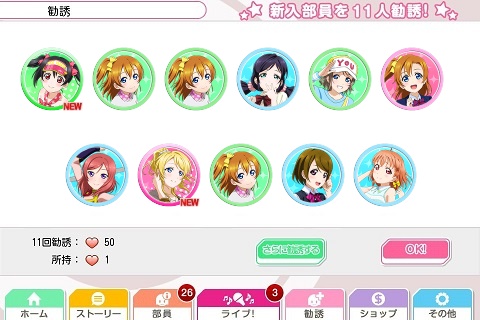 勧誘
新入部員を11人勧誘!
NEW
YOU
NEW
11回勧誘: 50
所持: 1
さらに勧誘する
OK!
26
3
ホーム
ストーリー
部員
ライブ!
勧誘
ショップ
その他